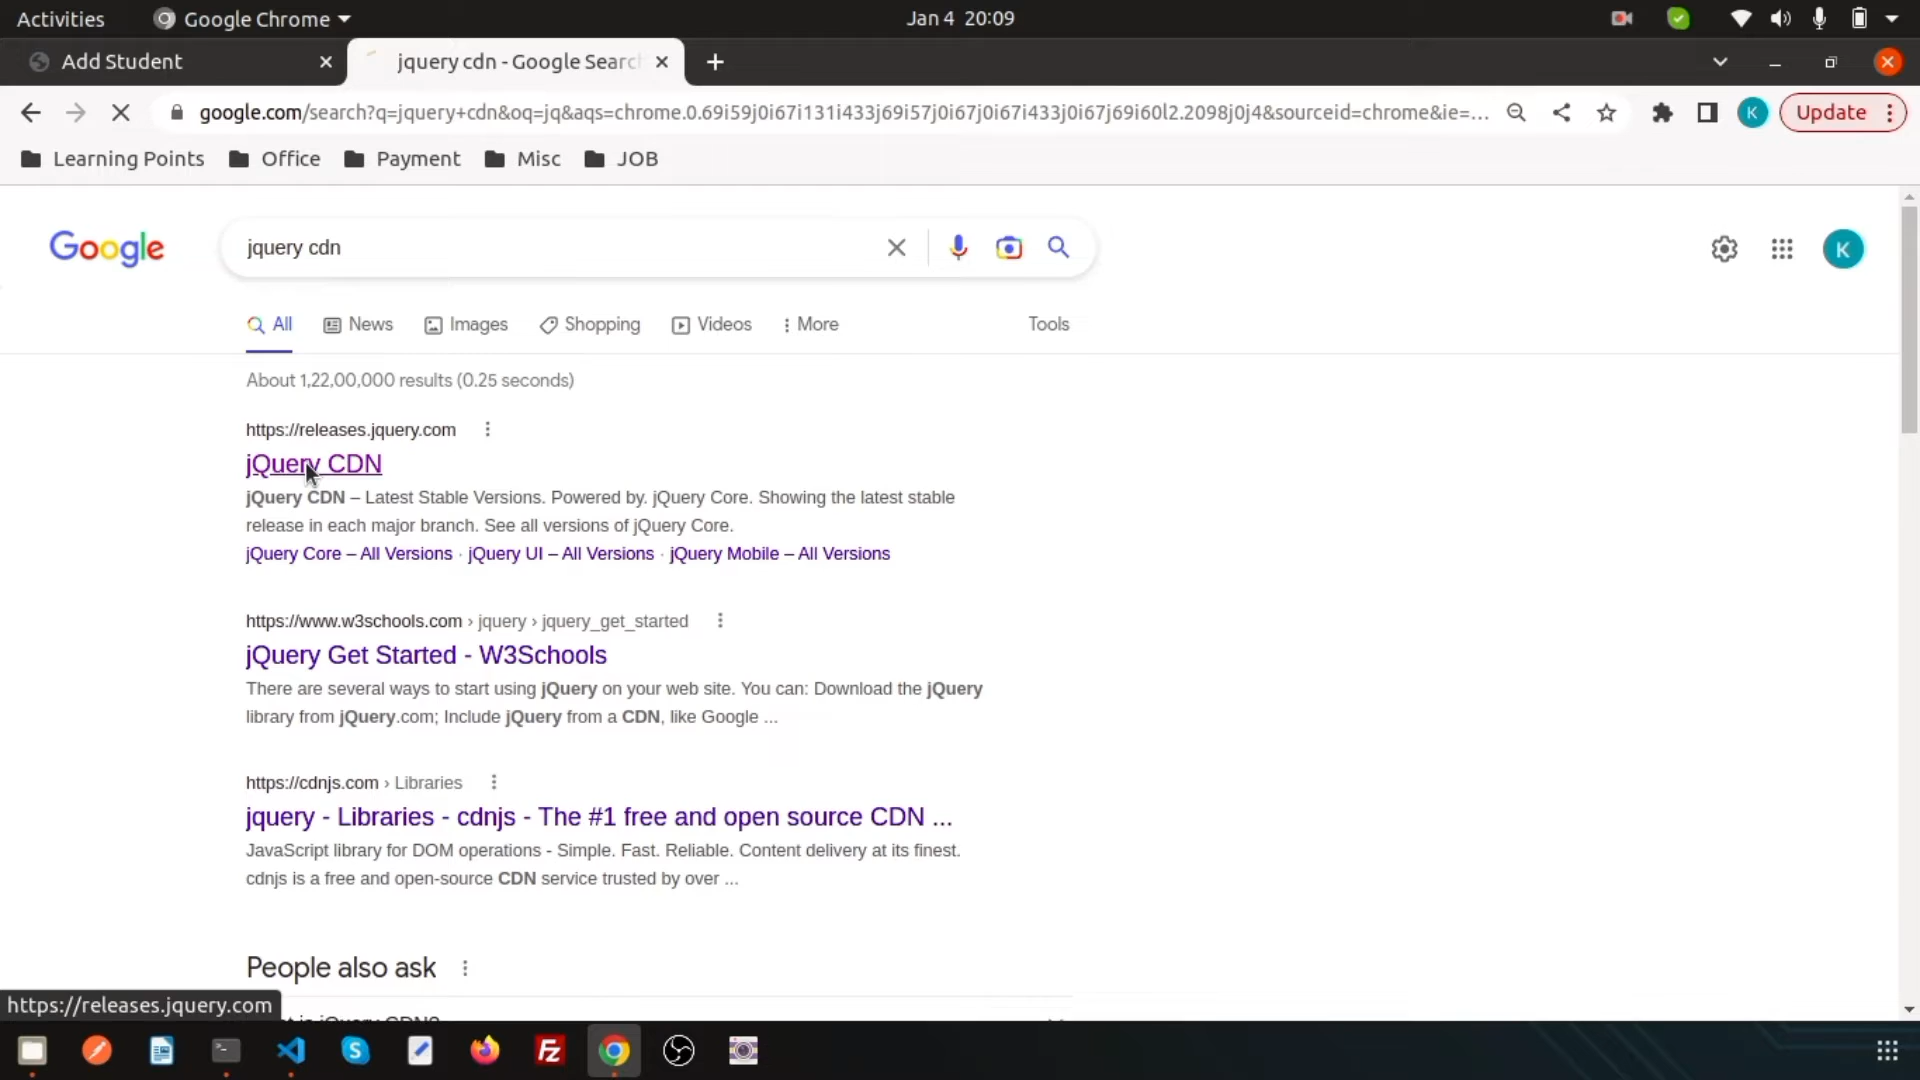 Activities
Google Chrome
Jan 4 20:09
Add Student
jquery cdn - Google Searc
google.com/search?q=jquery+cdn&oq=jq&aqs=chrome.0.69i59j0i67i131i433j69i57j0i67j0i67i433j0i67j69i60l2.2098j0j4&sourceid=chrome&ie=...
K
Update
Learning Points
Office
Payment
Misc
JOB
Google
jquery cdn
K
All
News
Images
Shopping
Videos
More
Tools
About 1,22,00,000 results (0.25 seconds)
https://releases.jquery.com
jQuery CDN
jQuery CDN – Latest Stable Versions. Powered by. jQuery Core. Showing the latest stable
release in each major branch. See all versions of jQuery Core.
jQuery Core – All Versions · jQuery UI – All Versions · jQuery Mobile – All Versions
https://www.w3schools.com › jquery › jquery_get_started
jQuery Get Started - W3Schools
There are several ways to start using jQuery on your web site. You can: Download the jQuery
library from jQuery.com; Include jQuery from a CDN, like Google ...
https://cdnjs.com › Libraries
jquery - Libraries - cdnjs - The #1 free and open source CDN ...
JavaScript library for DOM operations - Simple. Fast. Reliable. Content delivery at its finest.
cdnjs is a free and open-source CDN service trusted by over ...
People also ask
https://releases.jquery.com